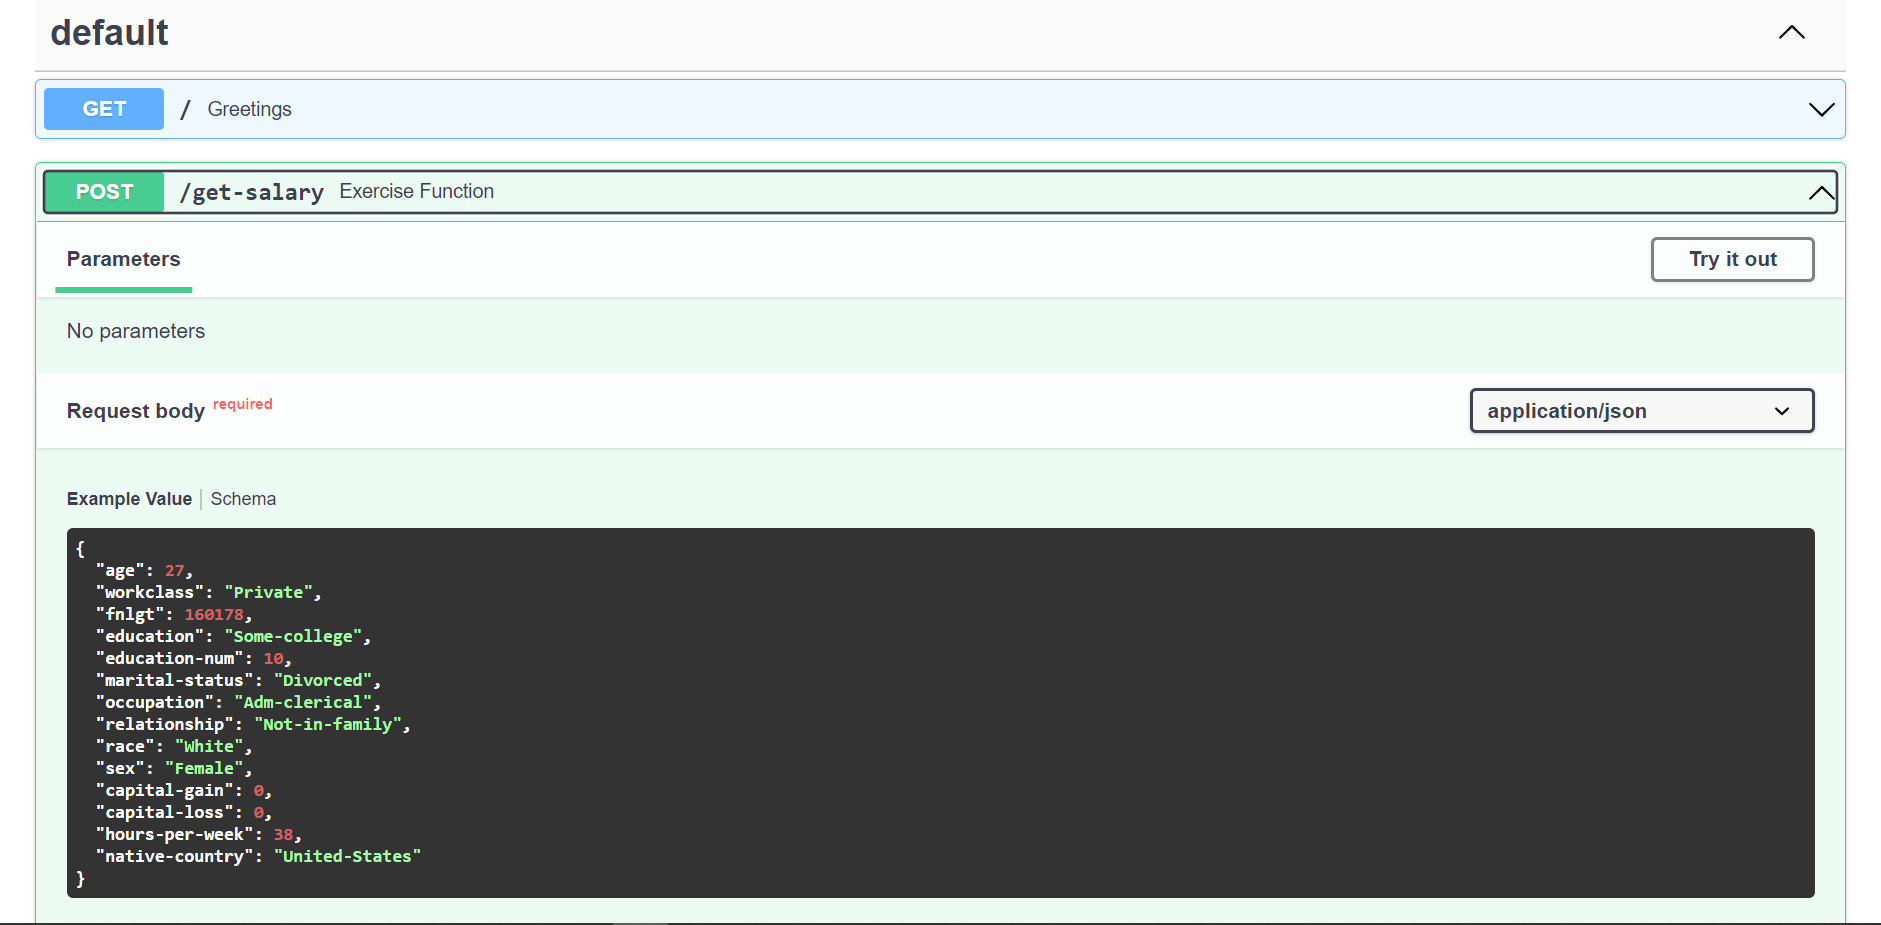 default
GET / Greetings
POST /get-salary Exercise Function
Parameters
Try it out
No parameters
Request body required
application/json
Example Value | Schema
{
  "age": 27,
  "workclass": "Private",
  "fnlgt": 160178,
  "education": "Some-college",
  "education-num": 10,
  "marital-status": "Divorced",
  "occupation": "Adm-clerical",
  "relationship": "Not-in-family",
  "race": "White",
  "sex": "Female",
  "capital-gain": 0,
  "capital-loss": 0,
  "hours-per-week": 38,
  "native-country": "United-States"
}